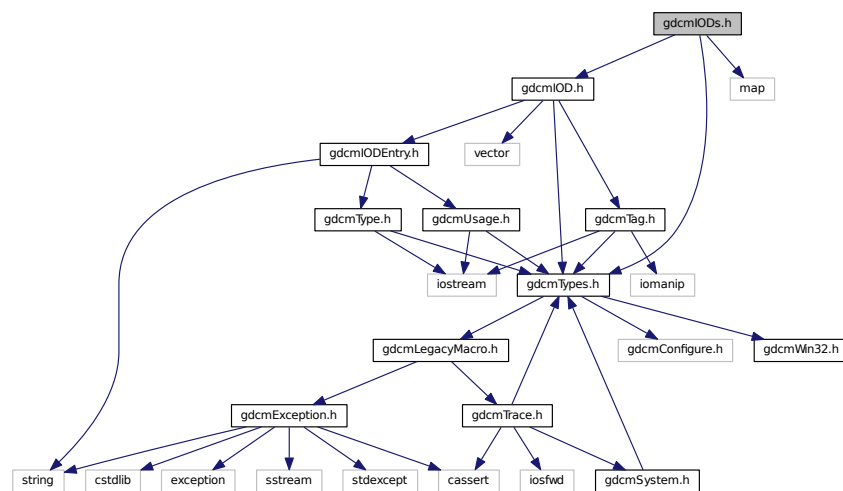 gdcmIODs.h
gdcmIOD.h
map
gdcmIODEntry.h
vector
gdcmType.h
gdcmUsage.h
gdcmTag.h
iostream
gdcmTypes.h
iomanip
gdcmLegacyMacro.h
gdcmConfigure.h
gdcmWin32.h
gdcmException.h
gdcmTrace.h
string
cstdlib
exception
sstream
stdexcept
cassert
iosfwd
gdcmSystem.h